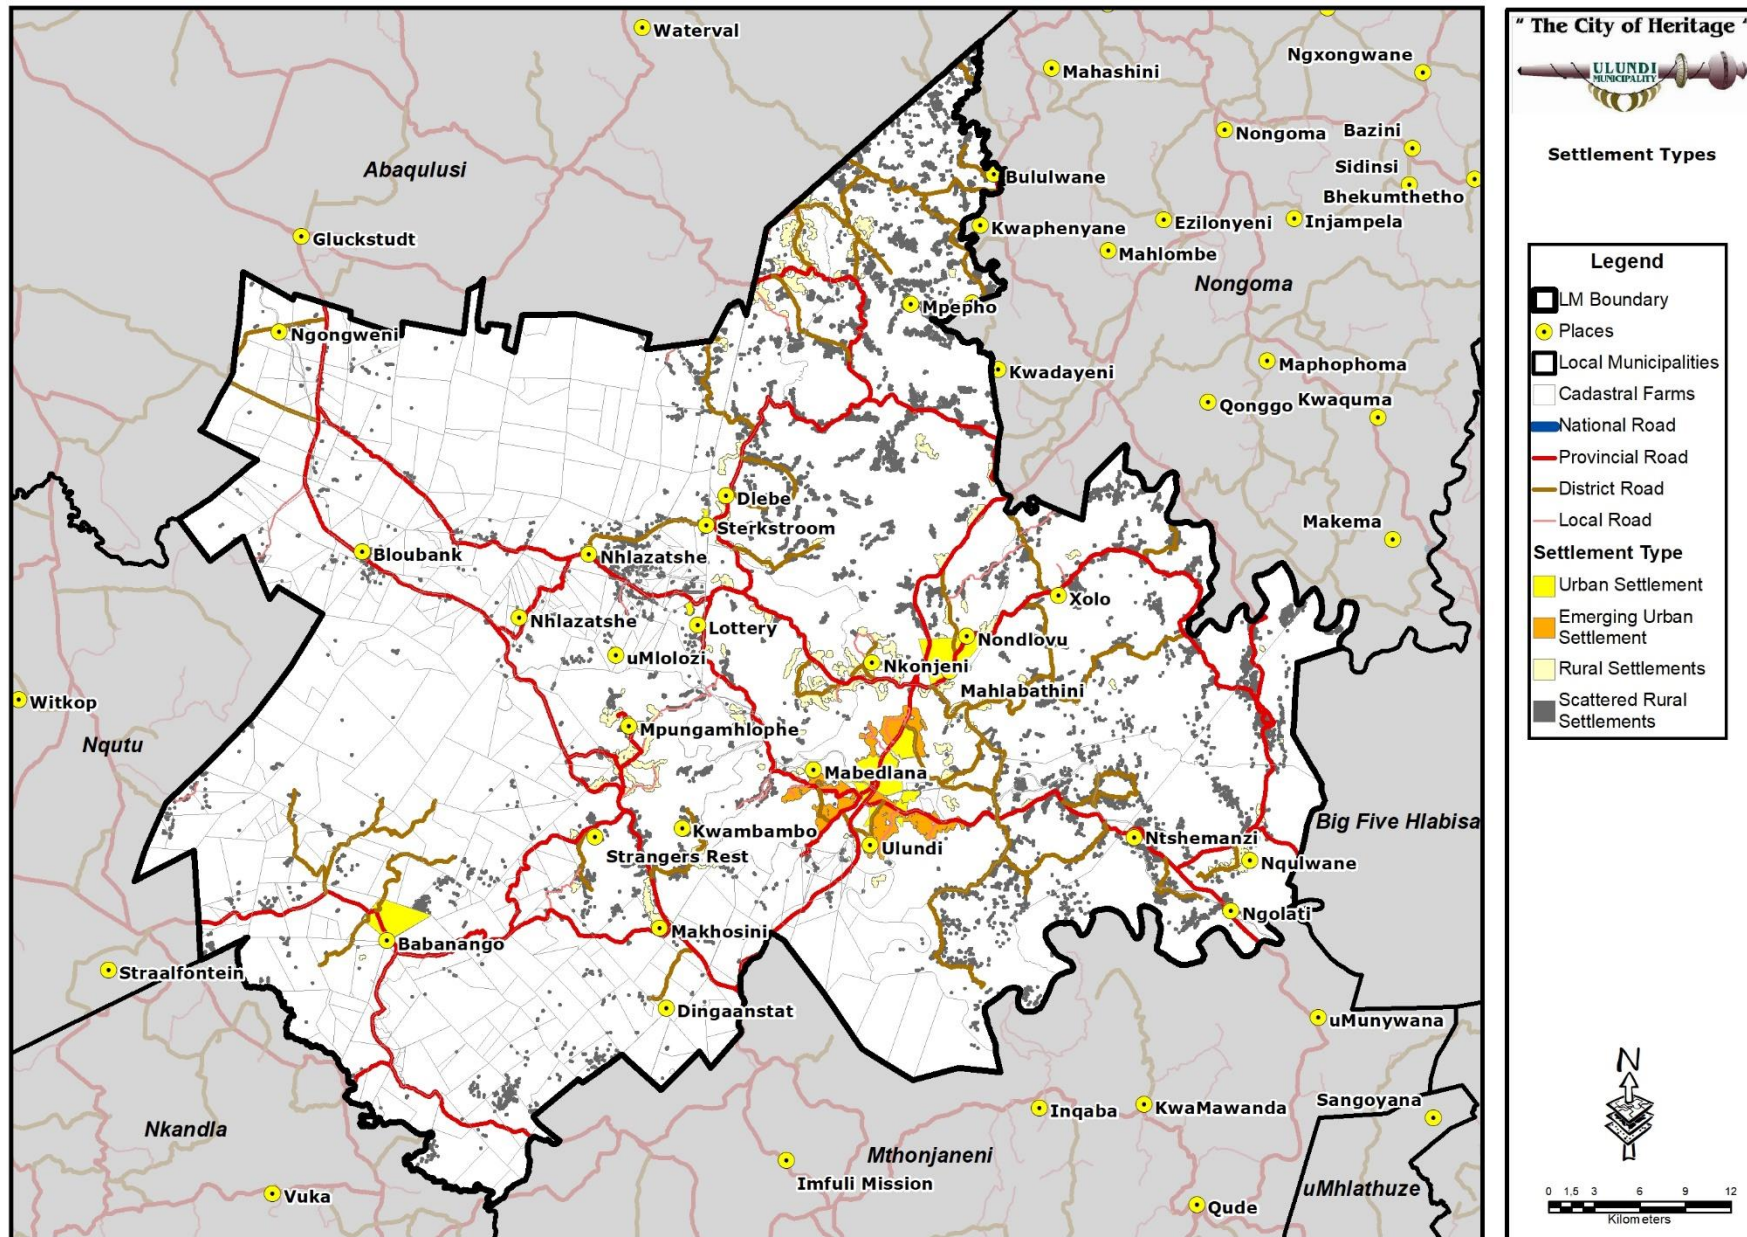 Waterval
Mahashini
Ngxongwane
Nongoma
Bazini
Sidinsi
Bhekumthetho
Abaqulusi
Bululwane
Gluckstudt
Kwaphenyane
Ezilonyeni
Injampela
Mahlombe
Nongoma
Mpepho
Ngongweni
Kwadayeni
Maphophoma
Qonggo
Kwaquma
Dlebe
Sterkstroom
Makema
Bloubank
Nhlazatshe
Xolo
Nhlazatshe
Lottery
Nondlovu
uMlolozi
Nkonjeni
Mahlabathini
Witkop
Nqutu
Mpungamhlophe
Mabedlana
Big Five Hlabisa
Kwambambo
Ntshemanzi
Strangers Rest
Ulundi
Nqulwane
Ngolati
Makhosini
Babanango
Straalfontein
Dingaanstat
uMunywana
Nkandla
Inqaba
KwaMawanda
Sangoyana
Mthonjaneni
Imfuli Mission
uMhlathuze
Vuka
Qude
" The City of Heritage "
ULUNDI
MUNICIPALITY
Settlement Types
Legend
LM Boundary
Places
Local Municipalities
Cadastral Farms
National Road
Provincial Road
District Road
Local Road
Settlement Type
Urban Settlement
Emerging Urban
Settlement
Rural Settlements
Scattered Rural
Settlements
N
0 1,5 3 6 9 12
Kilometers